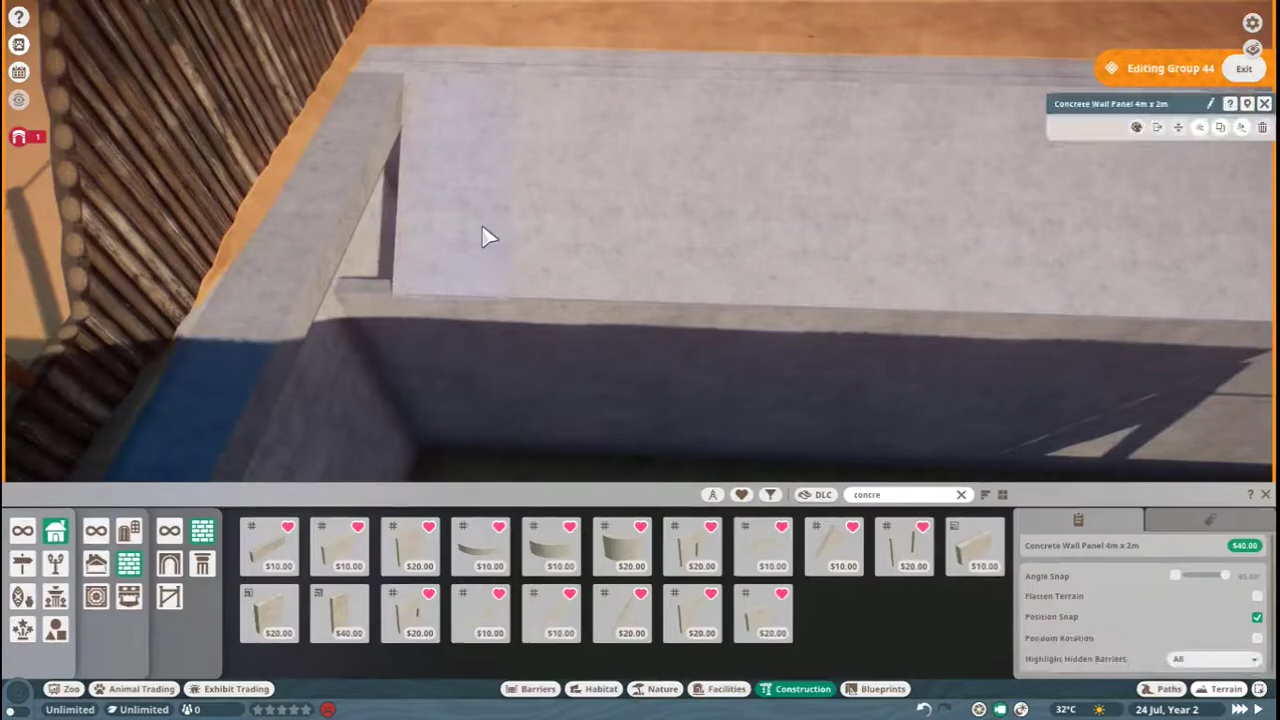 Editing Group 44
Exit
Concrete Wall Panel 4m x 2m
1
DLC
concre
$10.00 $10.00 $20.00 $10.00 $10.00 $20.00 $20.00 $10.00 $10.00 $20.00 $10.00
$20.00 $40.00 $20.00 $10.00 $10.00 $20.00 $20.00 $20.00
Concrete Wall Panel 4m x 2m $40.00
Angle Snap 45.00°
Flatten Terrain
Position Snap
Random Rotation
Highlight Hidden Barriers All
Zoo Animal Trading Exhibit Trading Barriers Habitat Nature Facilities Construction Blueprints Paths Terrain
Unlimited Unlimited 0 32°C 24 Jul, Year 2